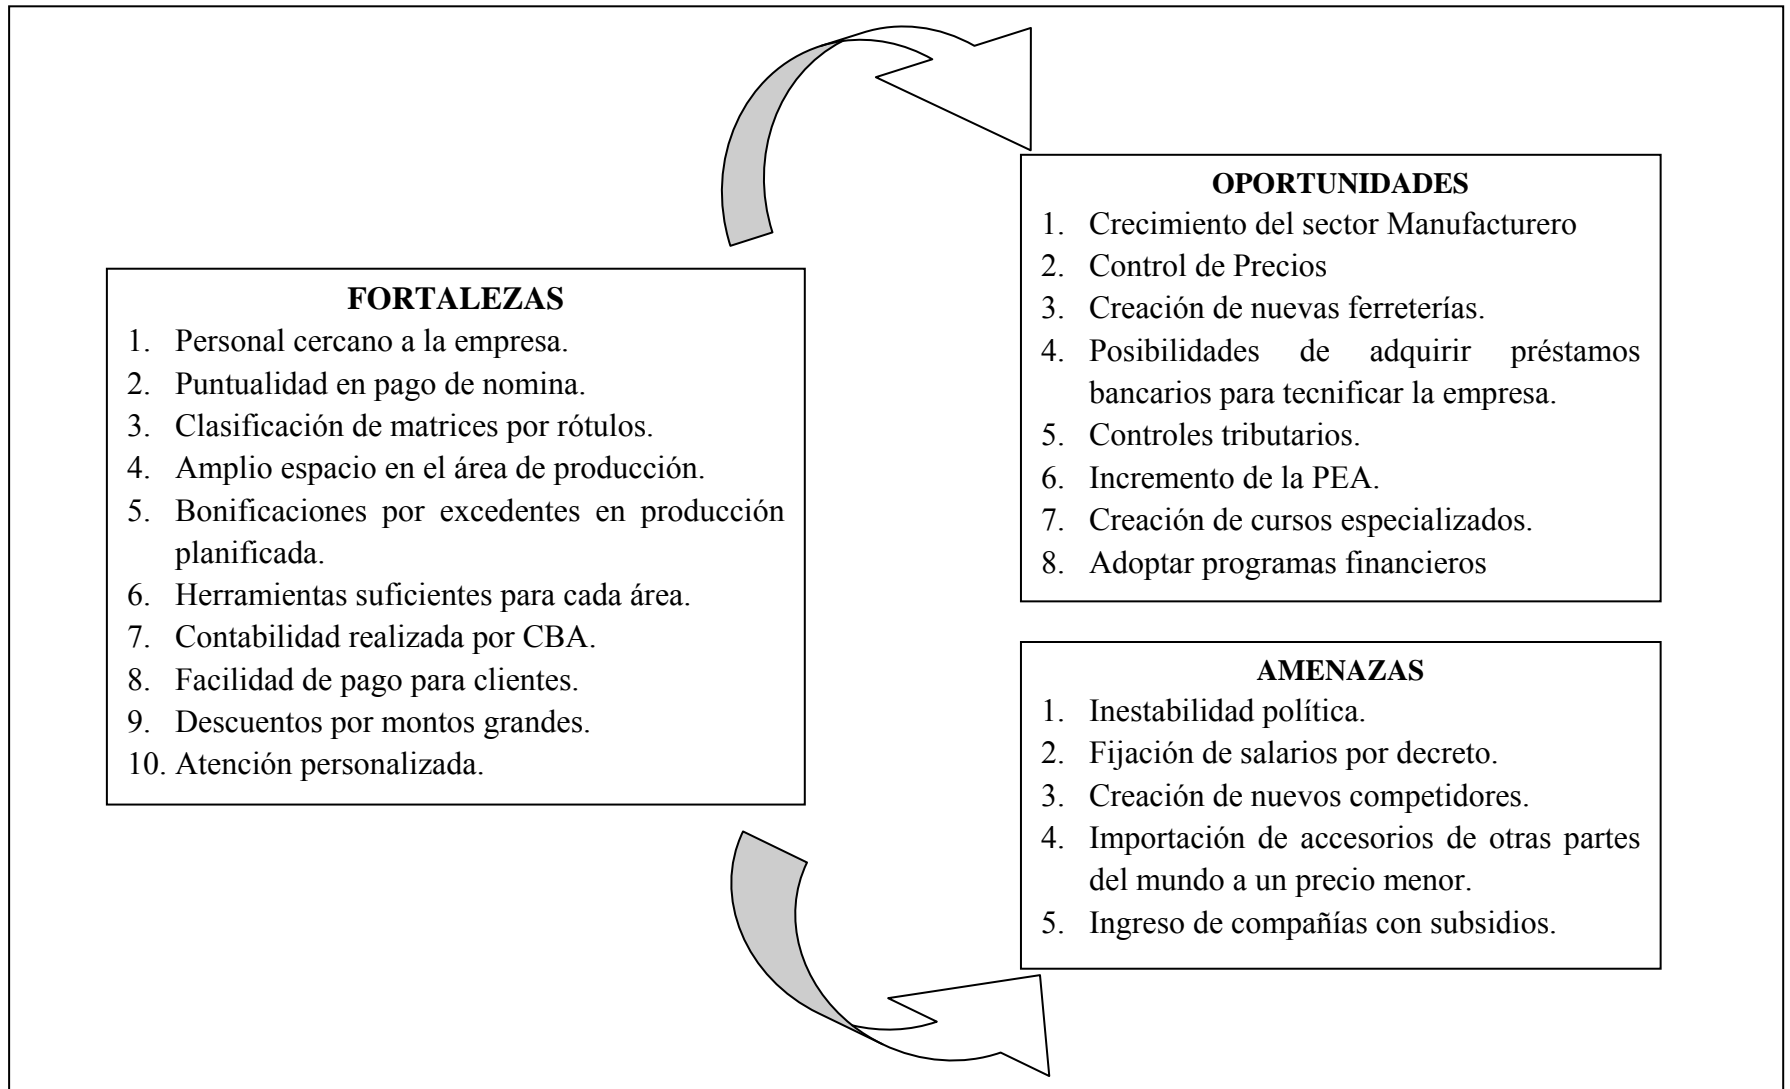 FORTALEZAS
1. Personal cercano a la empresa.
2. Puntualidad en pago de nomina.
3. Clasificación de matrices por rótulos.
4. Amplio espacio en el área de producción.
5. Bonificaciones por excedentes en producción
planificada.
6. Herramientas suficientes para cada área.
7. Contabilidad realizada por CBA.
8. Facilidad de pago para clientes.
9. Descuentos por montos grandes.
10. Atención personalizada.
OPORTUNIDADES
1. Crecimiento del sector Manufacturero
2. Control de Precios
3. Creación de nuevas ferreterías.
4. Posibilidades de adquirir préstamos
bancarios para tecnificar la empresa.
5. Controles tributarios.
6. Incremento de la PEA.
7. Creación de cursos especializados.
8. Adoptar programas financieros
AMENAZAS
1. Inestabilidad política.
2. Fijación de salarios por decreto.
3. Creación de nuevos competidores.
4. Importación de accesorios de otras partes
del mundo a un precio menor.
5. Ingreso de compañías con subsidios.